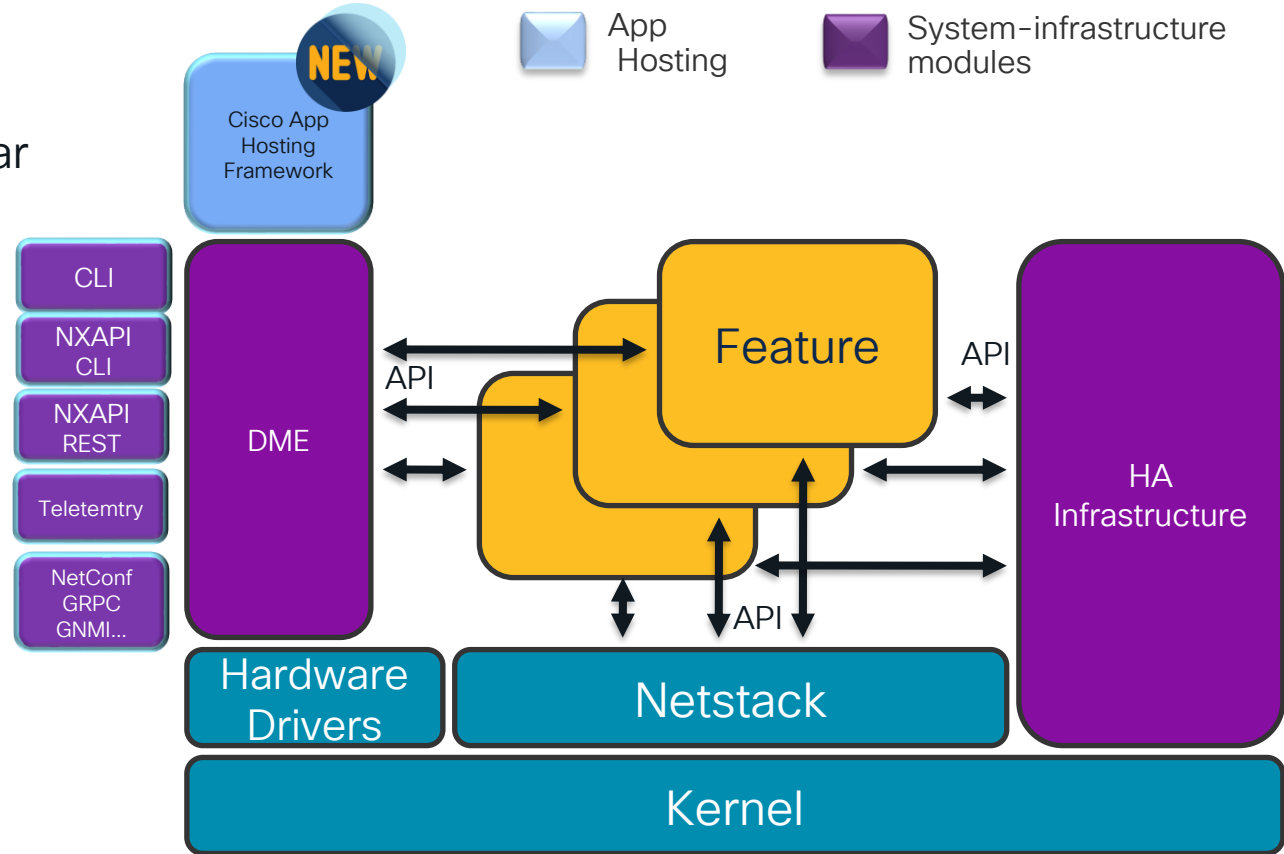 App
Hosting
System-infrastructure
modules
NEW
Cisco App
Hosting
Framework
ar
CLI
NXAPI
CLI
NXAPI
REST
Teletemtry
NetConf
GRPC
GNMI...
DME
API
Feature
API
API
HA
Infrastructure
Hardware
Drivers
Netstack
Kernel